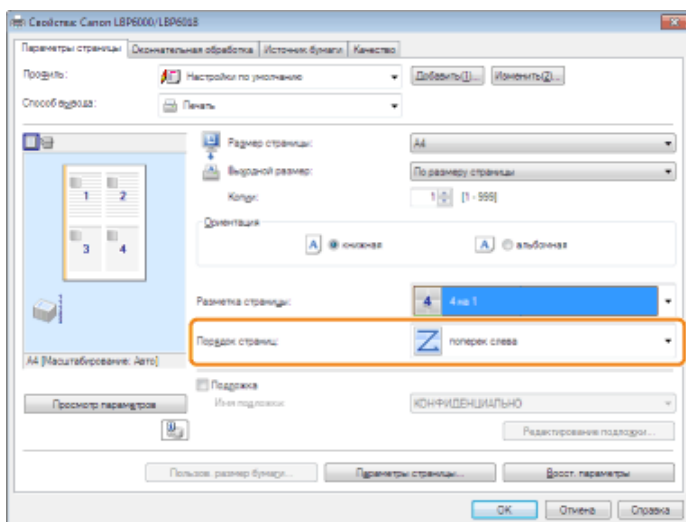 Свойства: Canon LBP6000/LBP6018
Параметры страницы Окончательная обработка Источник бумаги Качество
Профиль: Настройки по умолчанию Добавить(1)... Изменить(2)...
Способ вывода: Печать
Размер страницы: A4
Выходной размер: По размеру страницы
Копии: 1 [1 - 999]
Ориентация
A книжная A альбомная
1 2
3 4
Разметка страницы: 4 4 на 1
Порядок страниц: поперек слева
A4 [Масштабирование: Авто]
Подложка
Имя подложки: КОНФИДЕНЦИАЛЬНО
Просмотр параметров
Редактирование подложки...
Пользов. размер бумаги... Параметры страницы... Восст. параметры
OK Отмена Справка